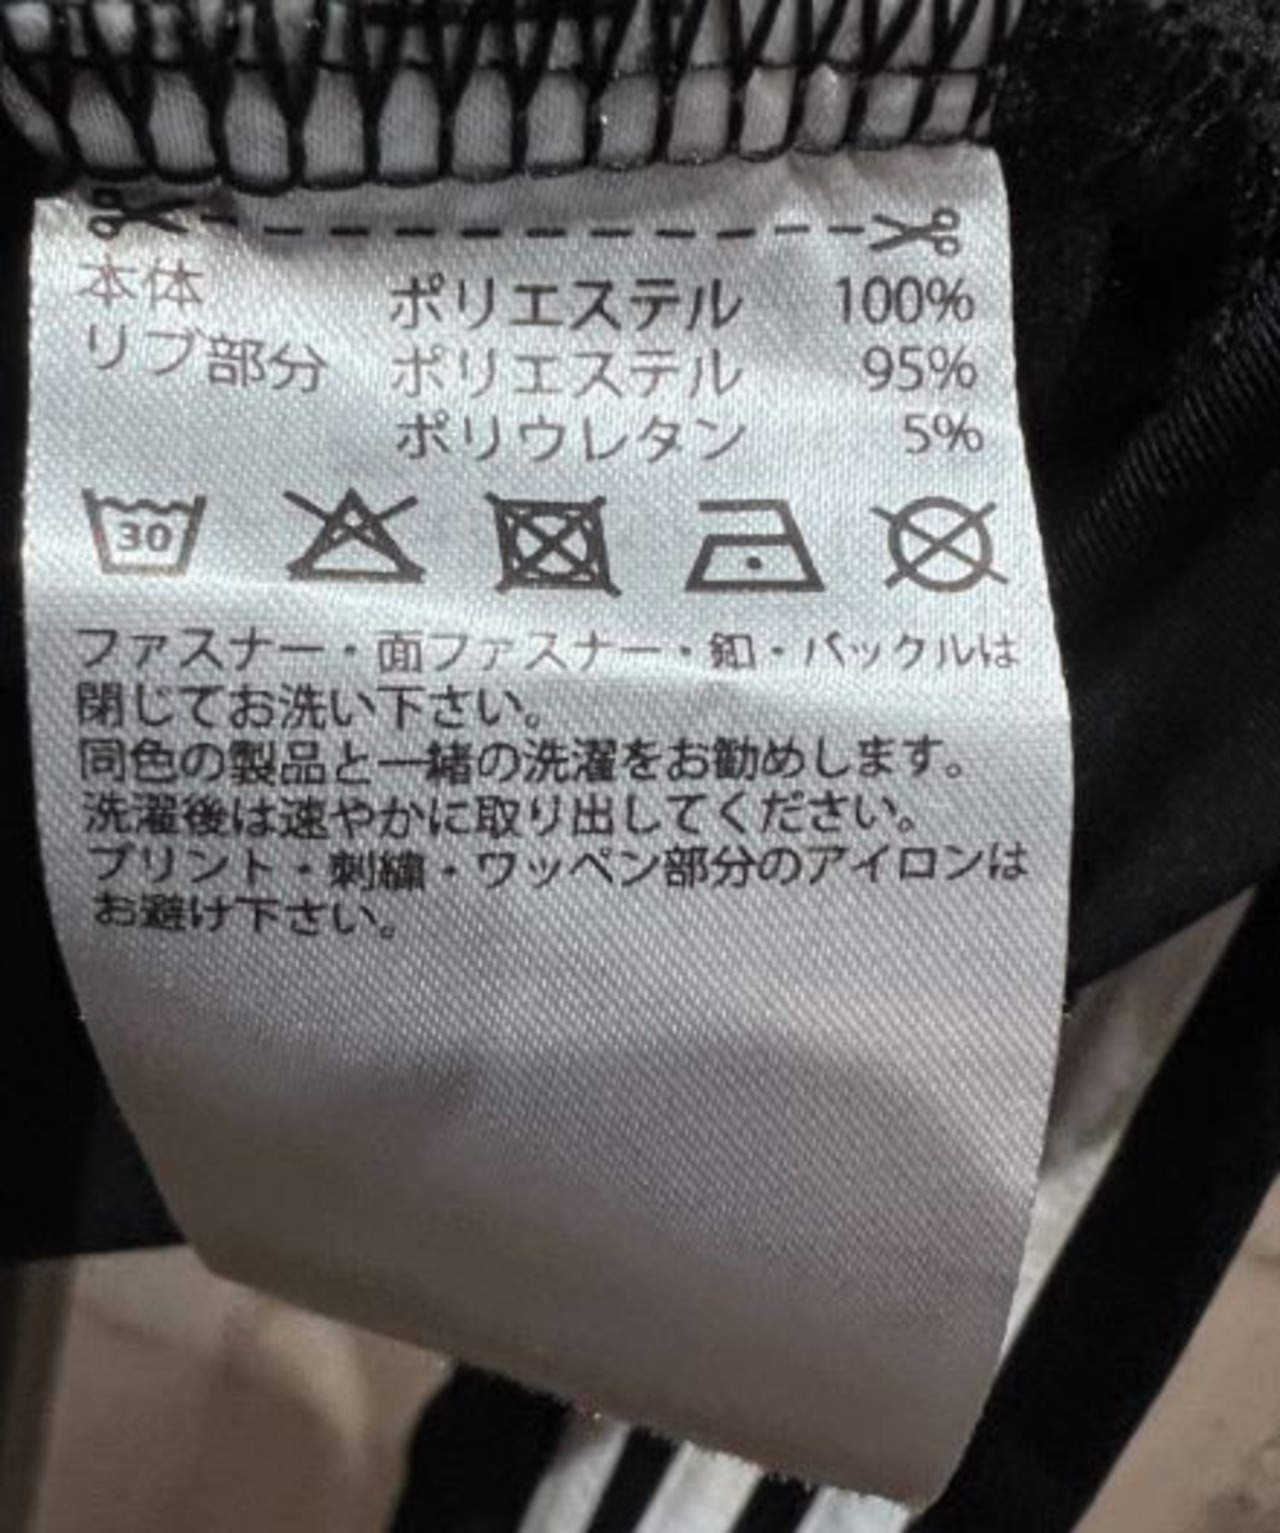 本体 ポリエステル 100%
リブ部分 ポリエステル 95%
ポリウレタン 5%
30
ファスナー・面ファスナー・釦・バックルは
閉じてお洗い下さい。
同色の製品と一緒の洗濯をお勧めします。
洗濯後は速やかに取り出してください。
プリント・刺繍・ワッペン部分のアイロンは
お避け下さい。